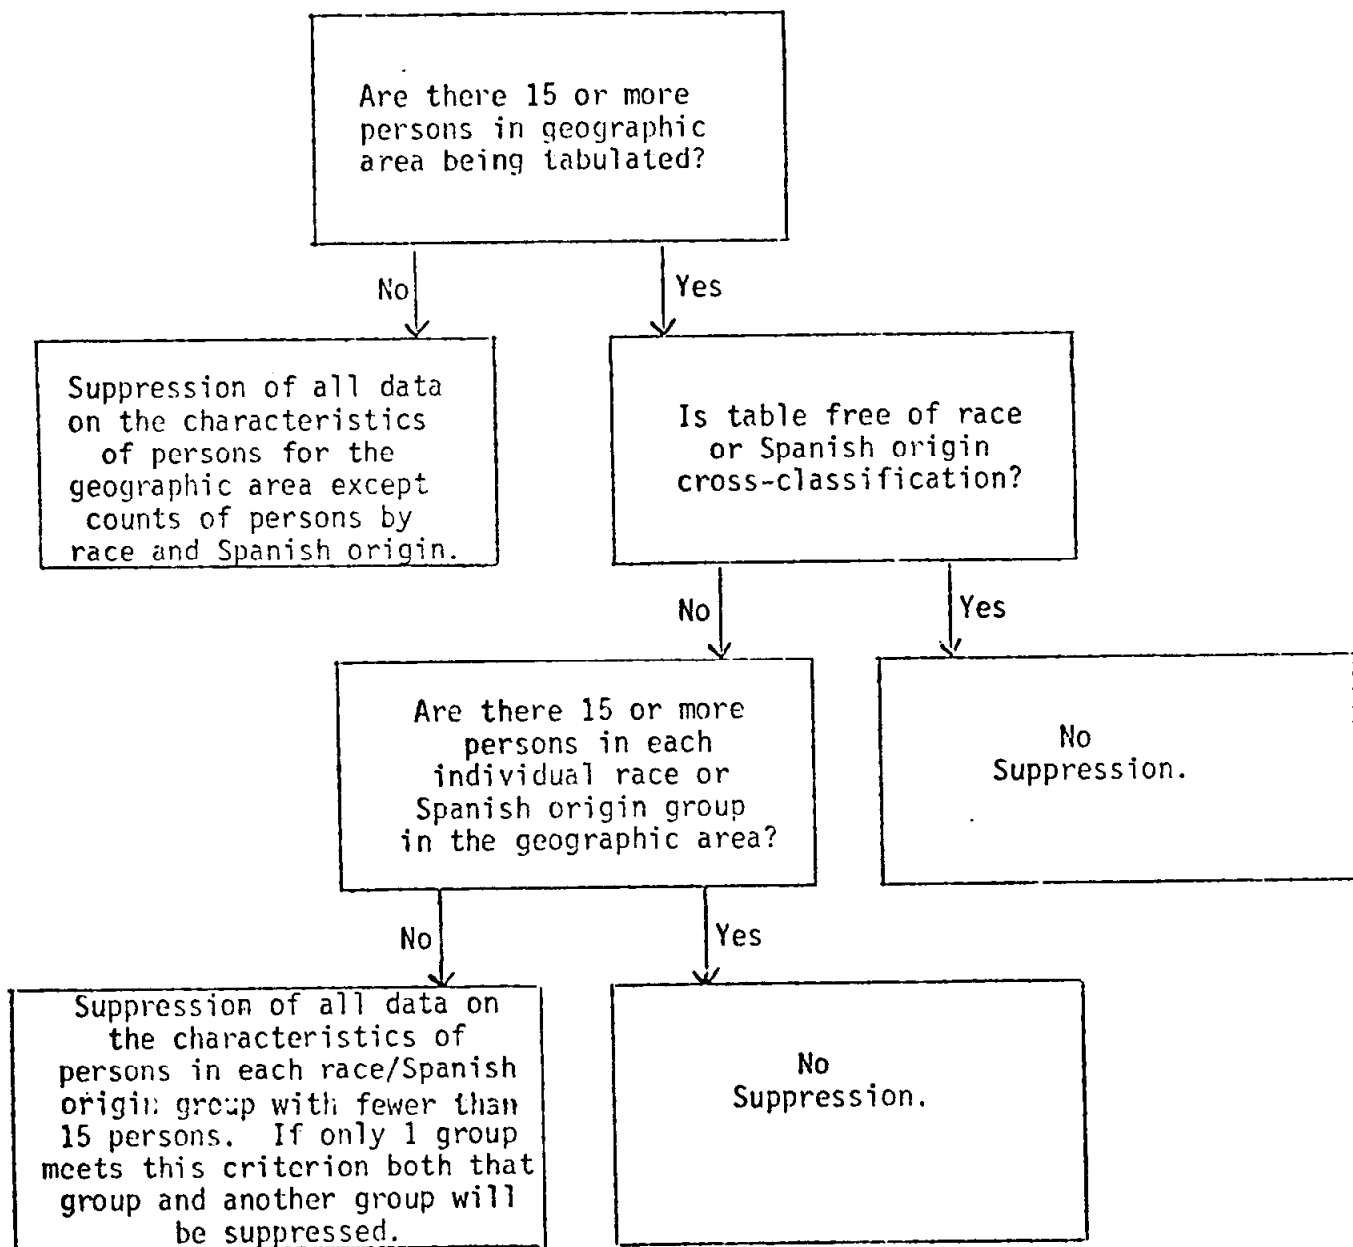 Are there 15 or more
persons in geographic
area being tabulated?
No
Yes
Suppression of all data
on the characteristics
of persons for the
geographic area except
counts of persons by
race and Spanish origin.
Is table free of race
or Spanish origin
cross-classification?
No
Yes
Are there 15 or more
persons in each
individual race or
Spanish origin group
in the geographic area?
No
Suppression.
No
Yes
Suppression of all data on
the characteristics of
persons in each race/Spanish
origin group with fewer than
15 persons. If only 1 group
meets this criterion both that
group and another group will
be suppressed.
No
Suppression.